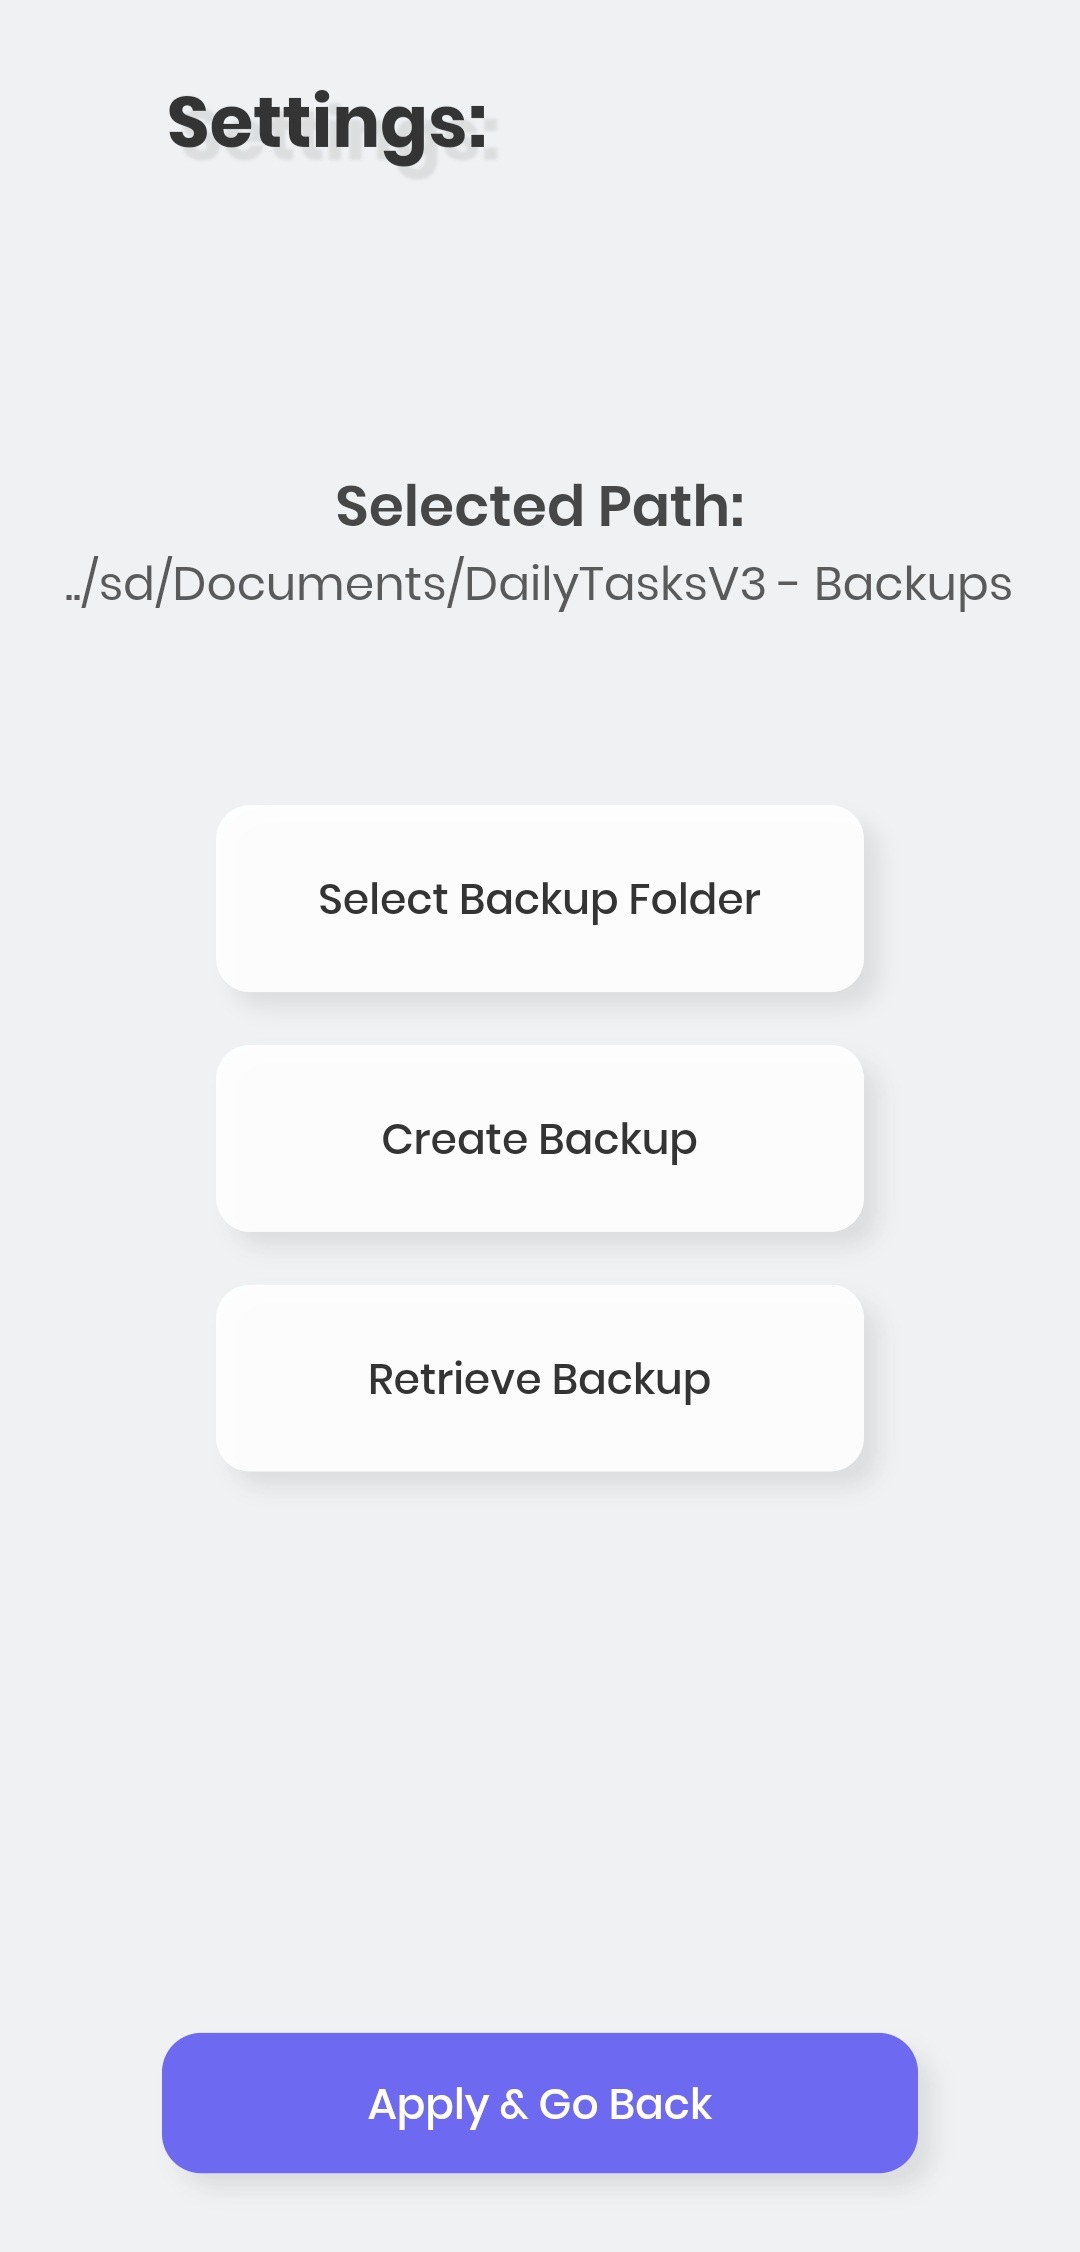 Settings:
Selected Path:
../sd/Documents/DailyTasksV3 - Backups
Select Backup Folder
Create Backup
Retrieve Backup
Apply & Go Back